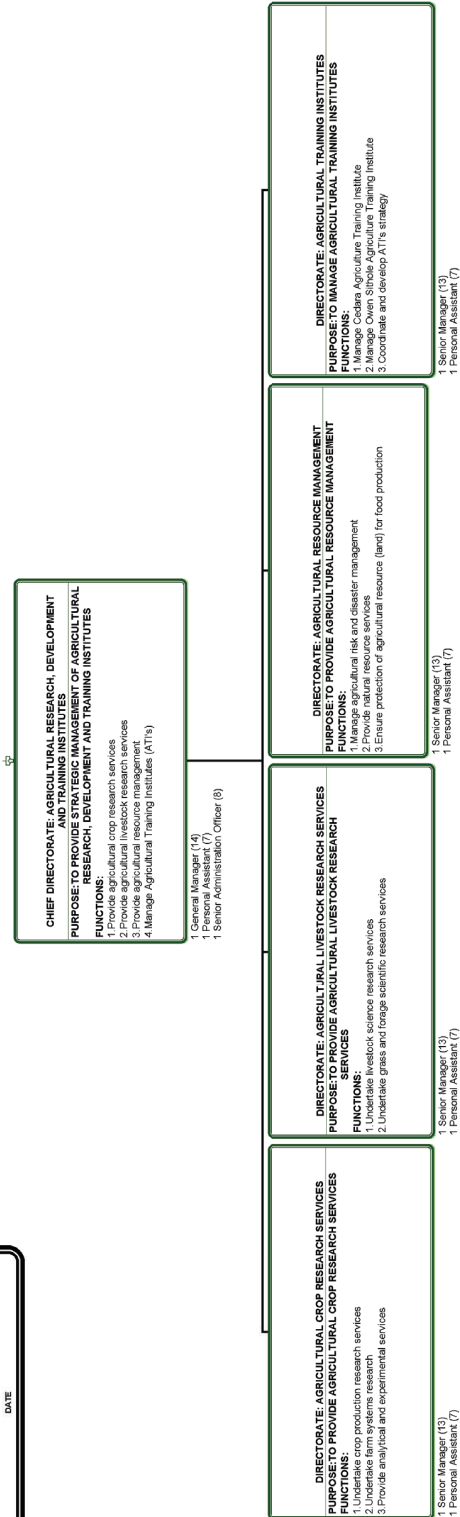 DATE
CHIEF DIRECTORATE: AGRICULTURAL RESEARCH, DEVELOPMENT
AND TRAINING INSTITUTES
PURPOSE:TO PROVIDE STRATEGIC MANAGEMENT OF AGRICULTURAL
RESEARCH, DEVELOPMENT AND TRAINING INSTITUTES
FUNCTIONS:
1.Provide agricultural crop research services
2.Provide agricultural livestock research services
3.Provide agricultural resource management
4.Manage Agricultural Training Institutes (ATI's)
1 General Manager (14)
1 Personal Assistant (7)
1 Senior Administration Officer (8)
DIRECTORATE: AGRICULTURAL CROP RESEARCH SERVICES
PURPOSE:TO PROVIDE AGRICULTURAL CROP RESEARCH SERVICES
FUNCTIONS:
1.Undertake crop production research services
2.Undertake farm systems research
3.Provide analytical and experimental services
1 Senior Manager (13)
1 Personal Assistant (7)
DIRECTORATE: AGRICULTURAL LIVESTOCK RESEARCH SERVICES
PURPOSE:TO PROVIDE AGRICULTURAL LIVESTOCK RESEARCH
SERVICES
FUNCTIONS:
1.Undertake livestock science research services
2.Undertake grass and forage scientific research services
1 Senior Manager (13)
1 Personal Assistant (7)
DIRECTORATE: AGRICULTURAL RESOURCE MANAGEMENT
PURPOSE:TO PROVIDE AGRICULTURAL RESOURCE MANAGEMENT
FUNCTIONS:
1.Manage agricultural risk and disaster management
2.Provide natural resource services
3.Ensure protection of agricultural resource (land) for food production
1 Senior Manager (13)
1 Personal Assistant (7)
DIRECTORATE: AGRICULTURAL TRAINING INSTITUTES
PURPOSE:TO MANAGE AGRICULTURAL TRAINING INSTITUTES
FUNCTIONS:
1.Manage Cedara Agriculture Training Institute
2.Manage Owen Sithole Agriculture Training Institute
3.Coordinate and develop ATI's strategy
1 Senior Manager (13)
1 Personal Assistant (7)